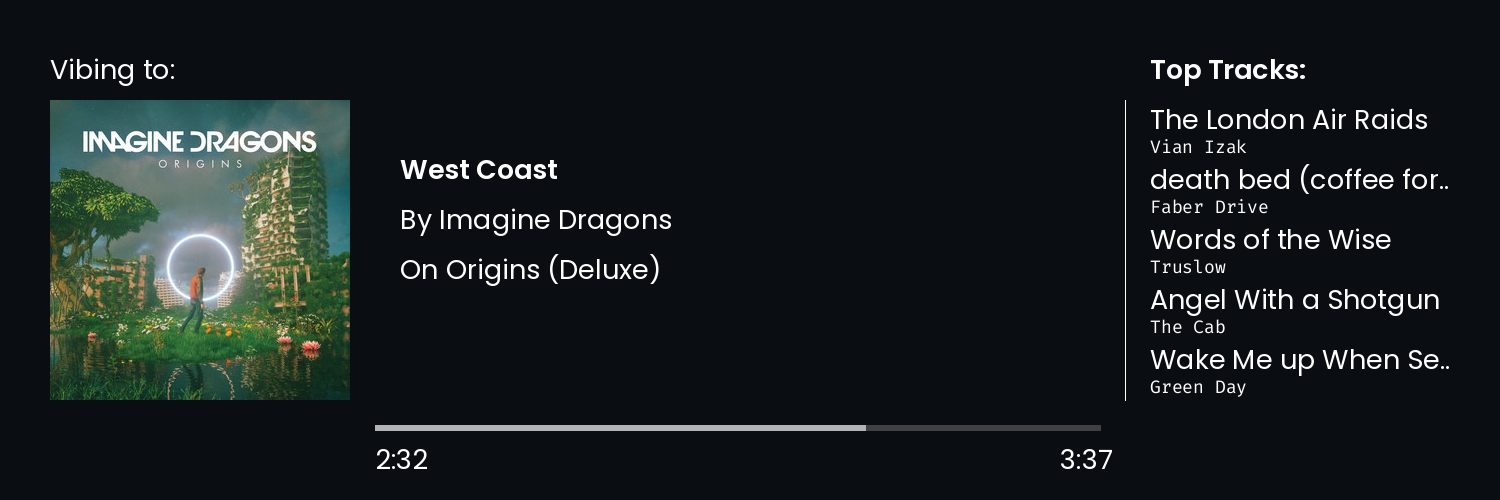 Vibing to:
IMAGINE DRAGONS
ORIGINS
West Coast
By Imagine Dragons
On Origins (Deluxe)
2:32
3:37
Top Tracks:
The London Air Raids
Vian Izak
death bed (coffee for..
Faber Drive
Words of the Wise
Truslow
Angel With a Shotgun
The Cab
Wake Me up When Se..
Green Day